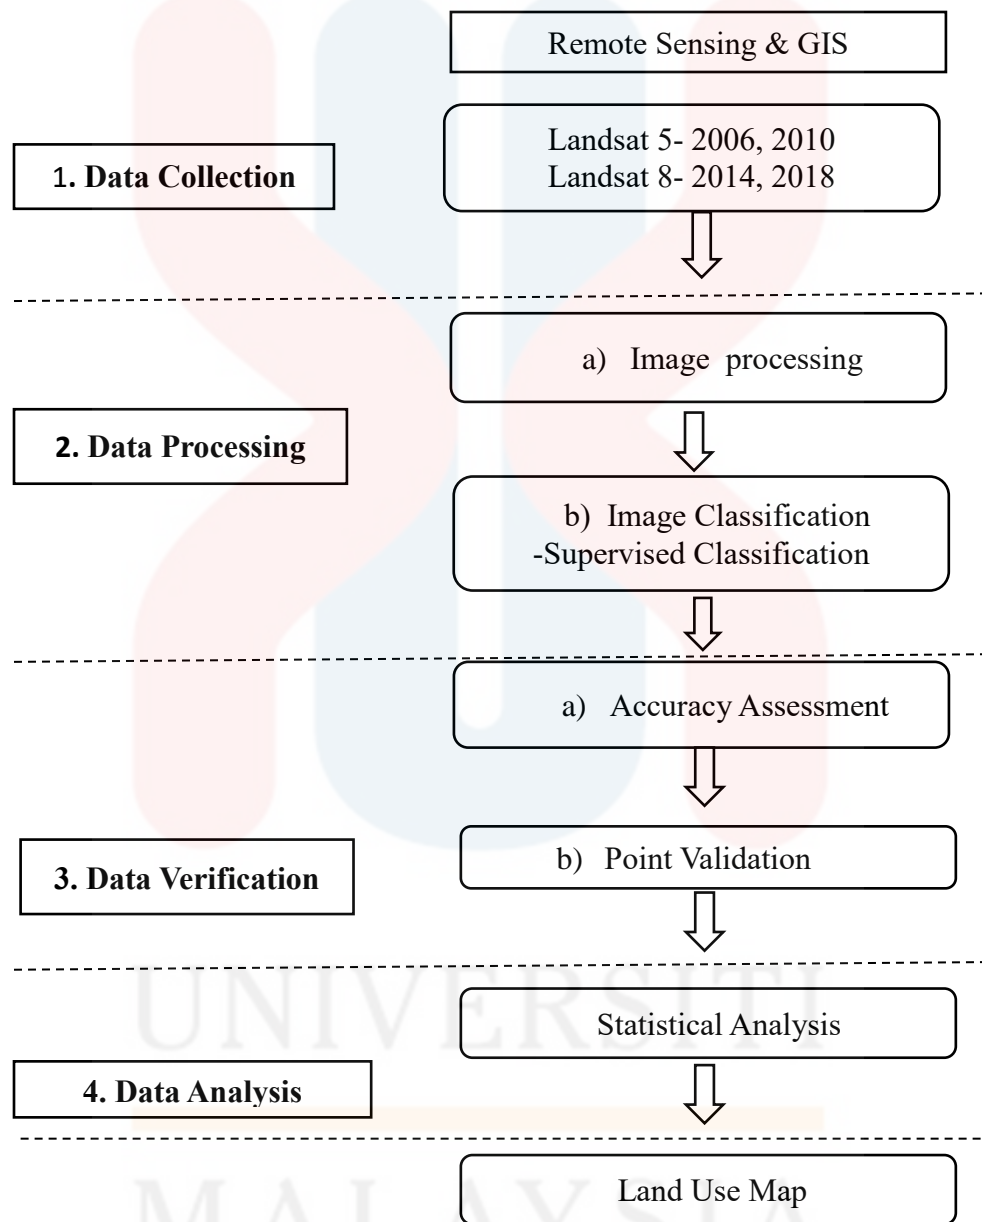 Remote Sensing & GIS
1. Data Collection
Landsat 5- 2006, 2010
Landsat 8- 2014, 2018
a) Image processing
2. Data Processing
b) Image Classification
-Supervised Classification
a) Accuracy Assessment
3. Data Verification
b) Point Validation
UNIVERSITI
Statistical Analysis
4. Data Analysis
Land Use Map
MALAYSIA